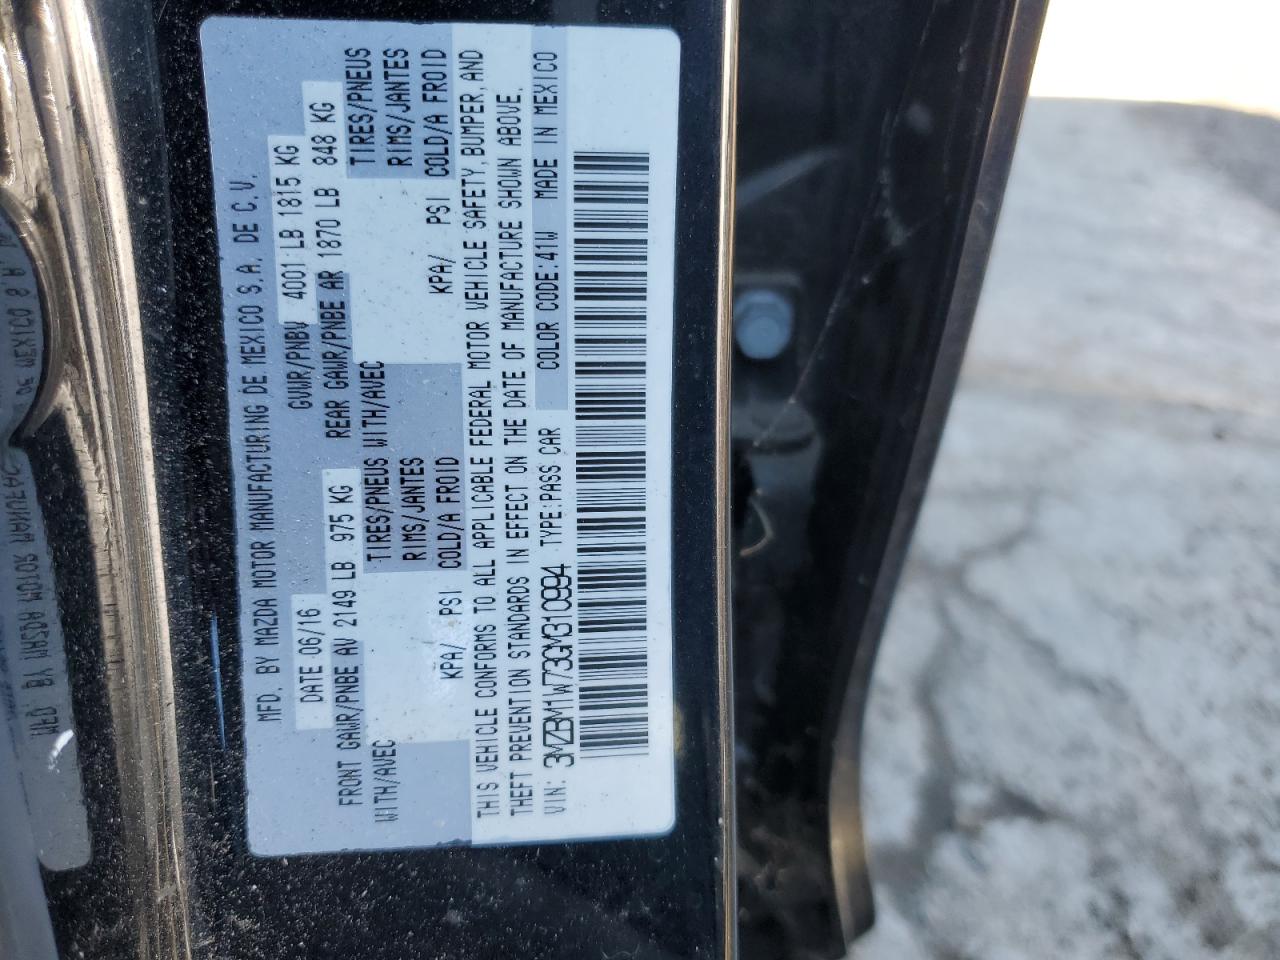 MFD. BY MAZDA MOTOR MANUFACTURING DE MEXICO S.A. DE C.V.
DATE 06/16 GVWR/PNBV 4001 LB 1815 KG
FRONT GAWR/PNBE AV 2149 LB 975 KG REAR GAWR/PNBE AR 1870 LB 848 KG
WITH/AVEC TIRES/PNEUS WITH/AVEC TIRES/PNEUS
RIMS/JANTES RIMS/JANTES
KPA/ PSI COLD/A FROID KPA/ PSI COLD/A FROID
THIS VEHICLE CONFORMS TO ALL APPLICABLE FEDERAL MOTOR VEHICLE SAFETY, BUMPER, AND
THEFT PREVENTION STANDARDS IN EFFECT ON THE DATE OF MANUFACTURE SHOWN ABOVE.
VIN: 3MZBM1W73GM310994 TYPE:PASS CAR COLOR CODE:41W MADE IN MEXICO